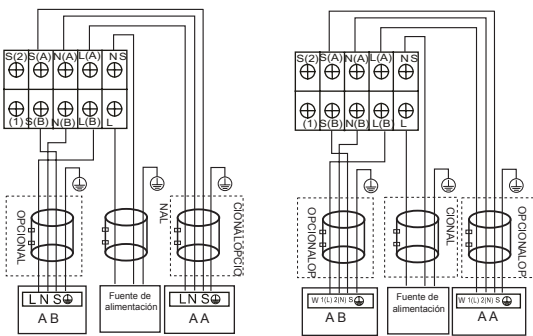 S(2) S(A) N(A) L(A) N S
(1) S(B) N(B) L(B) L
OPCIONAL
NAL
CIONALOPCIO
L N S
A B
Fuente de
alimentación
L N S
A A
S(2) S(A) N(A) L(A) N S
(1) S(B) N(B) L(B) L
OPCIONALOP
CIONAL
OPCIONALOP
W 1(L) 2(N) S
A B
Fuente de
alimentación
W 1(L) 2(N) S
A A